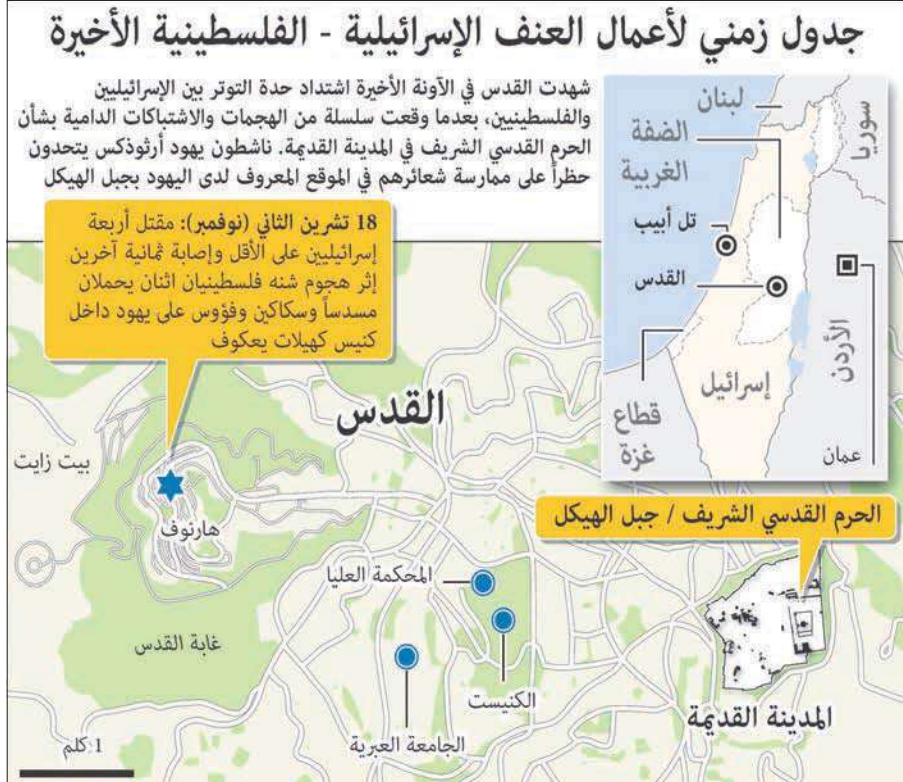 جدول زمني لأعمال العنف الإسرائيلية - الفلسطينية الأخيرة
شهدت القدس في الآونة الأخيرة اشتداد حدة التوتر بين الإسرائيليين
والفلسطينيين، بعدما وقعت سلسلة من الهجمات والاشتباكات الدامية بشأن
الحرم القدسي الشريف في المدينة القديمة. ناشطون يهود أرثوذكس يتحدون
حظراً على ممارسة شعائرهم في الموقع المعروف لدى اليهود بجبل الهيكل
18 تشرين الثاني (نوفمبر): مقتل أربعة
إسرائيليين على الأقل وإصابة ثمانية آخرين
إثر هجوم شنه فلسطينيان اثنان يحملان
مسدساً وسكاكين وفؤوس على يهود داخل
كنيس كهيلات يعكوف
لبنان
سوريا
الضفة
الغربية
تل أبيب
القدس
الأردن
إسرائيل
قطاع
غزة
عمان
القدس
بيت زايت
هارنوف
الحرم القدسي الشريف / جبل الهيكل
المحكمة العليا
غابة القدس
الكنيست
المدينة القديمة
الجامعة العبرية
1 كلم